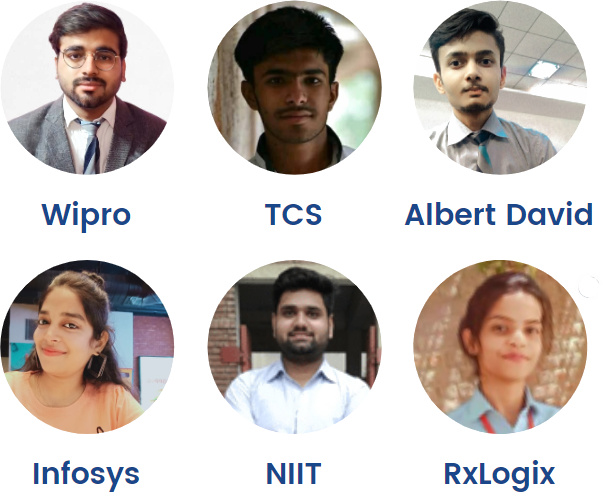 Wipro
TCS
Albert David
Infosys
NIIT
RxLogix